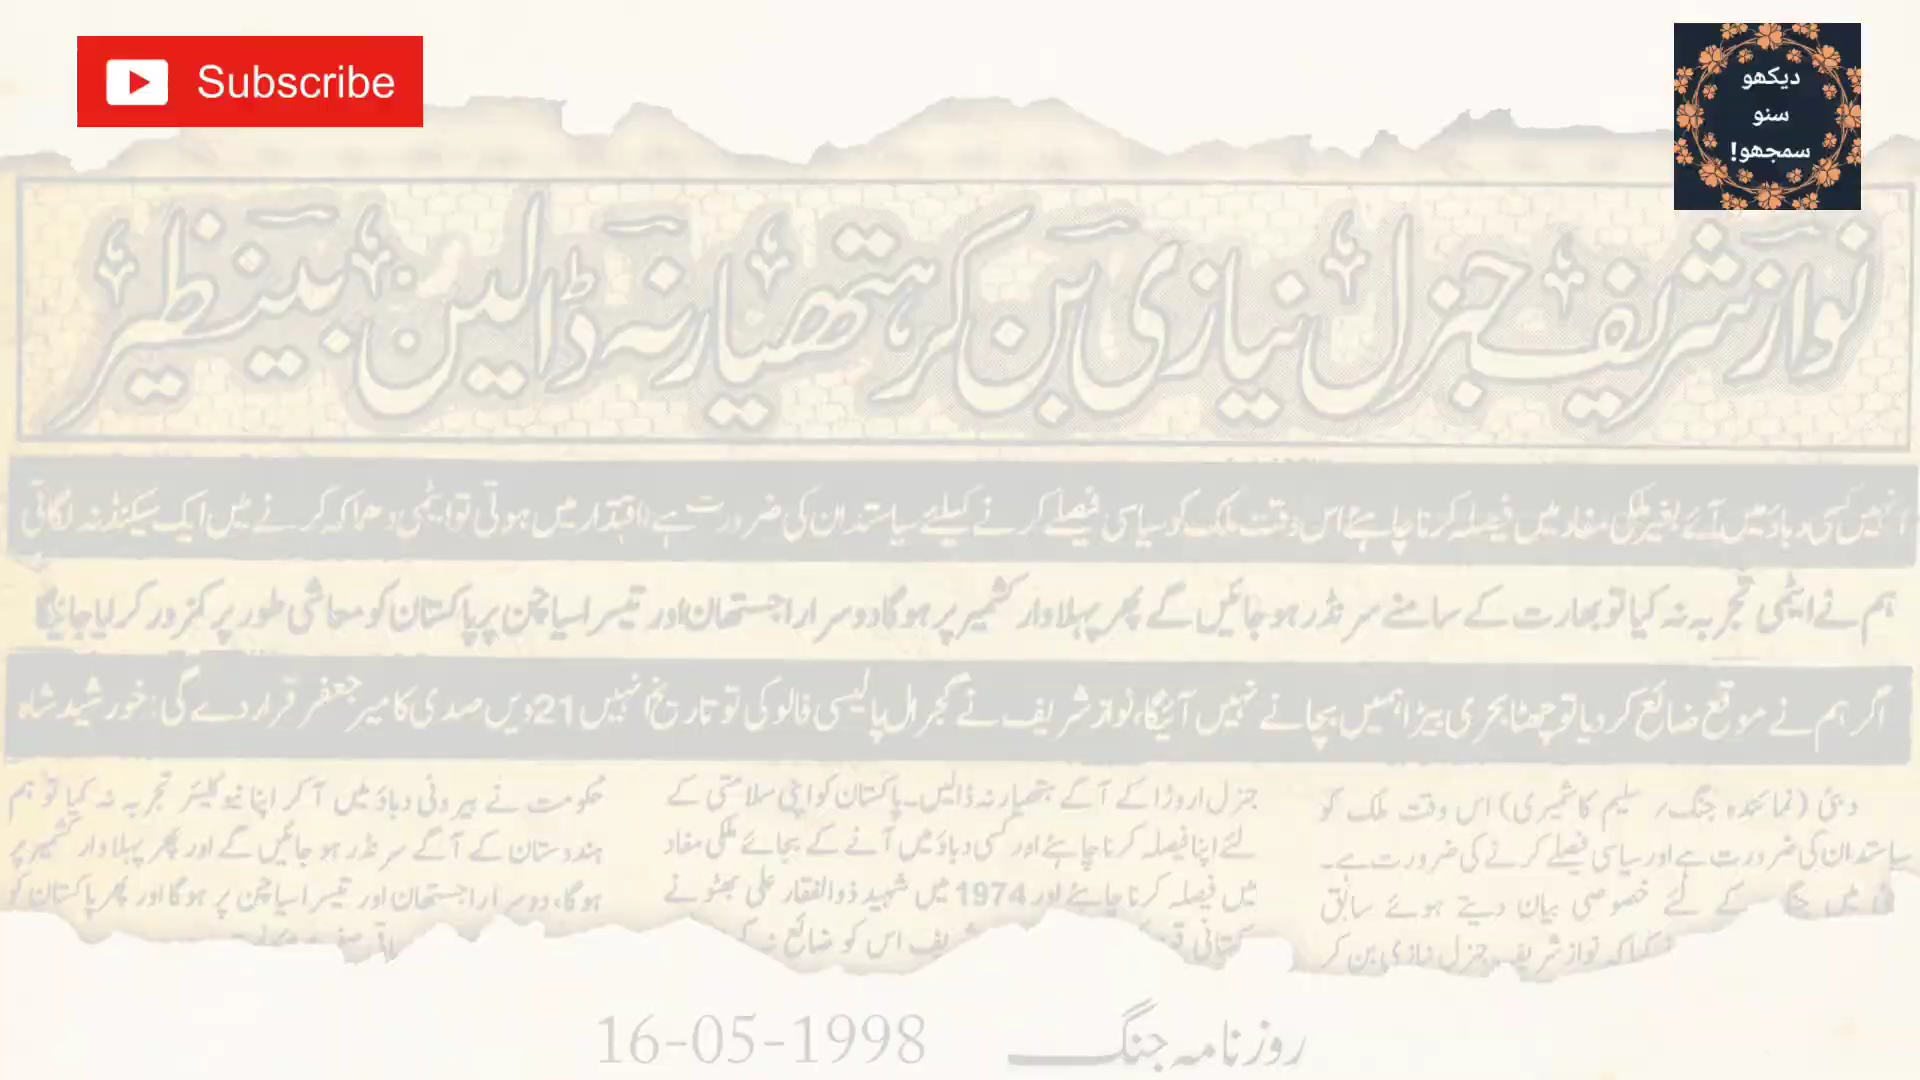 Subscribe
دیکھو
سنو
سمجھو!
نواز شریف جنرل نیازی بن کر ہتھیار نہ ڈالیں، بینظیر
انہیں کسی دباؤ میں آئے بغیر ملکی مفاد میں فیصلہ کرنا چاہئے اس وقت ملک کو سیاسی فیصلے کرنے کیلئے سیاستدان کی ضرورت ہے، اقتدار میں ہوتی تو ایٹمی دھماکہ کرنے میں ایک سیکنڈ نہ لگاتی
ہم نے ایٹمی تجربہ نہ کیا تو بھارت کے سامنے سرنڈر ہو جائیں گے پھر پہلا وار کشمیر پر ہوگا دوسرا راجستھان اور تیسرا سیاچن پر پاکستان کو معاشی طور پر کمزور کر لیا جائیگا
اگر ہم نے موقع ضائع کر دیا تو چھٹا بحری بیڑا ہمیں بچانے نہیں آئیگا، نواز شریف نے گجرال پالیسی فالو کی تو تاریخ انہیں 21 ویں صدی کا میر جعفر قرار دے گی: خورشید شاہ
دبئی (نمائندہ جنگ، سلیم کاشمیری) اس وقت ملک کو
سیاستدان کی ضرورت ہے اور سیاسی فیصلے کرنے کی ضرورت ہے۔
کے لئے خصوصی بیان دیتے ہوئے سابق
کہا کہ نواز شریف جنرل نیازی بن کر
جنرل اروڑا کے آگے ہتھیار نہ ڈالیں۔ پاکستان کو اپنی سلامتی کے
لئے اپنا فیصلہ کرنا چاہئے اور کسی دباؤ میں آنے کے بجائے ملکی مفاد
میں فیصلہ کرنا چاہئے اور 1974 میں شہید ذوالفقار علی بھٹو نے
اس کو ضائع نہ
حکومت نے بیرونی دباؤ میں آکر اپنا نیوکلیئر تجربہ نہ کیا تو ہم
ہندوستان کے آگے سرنڈر ہو جائیں گے اور پھر پہلا وار کشمیر پر
ہوگا، دوسرا راجستھان اور تیسرا سیاچن پر ہوگا اور پھر پاکستان کو
روزنامہ جنگ 16-05-1998